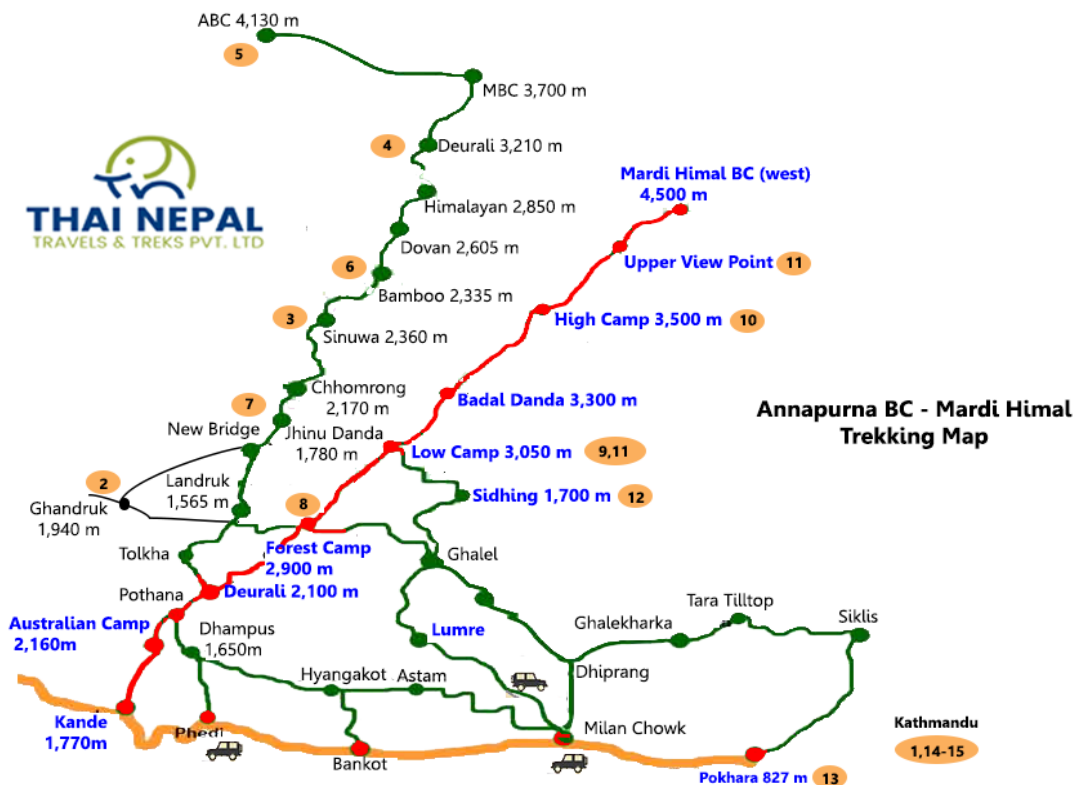 ABC 4,130 m
5
MBC 3,700 m
4
Deurali 3,210 m
THAI NEPAL
TRAVELS & TREKS PVT. LTD
Mardi Himal BC (west)
4,500 m
Himalayan 2,850 m
Dovan 2,605 m
Upper View Point
11
6
Bamboo 2,335 m
3
Sinuwa 2,360 m
High Camp 3,500 m
10
Chhomrong
2,170 m
Badal Danda 3,300 m
Annapurna BC - Mardi Himal
Trekking Map
7
New Bridge
Jhinu Danda
1,780 m
Low Camp 3,050 m
9,11
2
Landruk
1,565 m
Ghandruk
1,940 m
8
Sidhing 1,700 m
12
Tolkha
Forest Camp
2,900 m
Ghalel
Pothana
Deurali 2,100 m
Australian Camp
2,160m
Dhampus
1,650m
Lumre
Ghalekharka
Tara Tilltop
Siklis
Hyangakot
Astam
Dhiprang
Kande
1,770m
Phedi
Bankot
Milan Chowk
Kathmandu
1,14-15
Pokhara 827 m
13